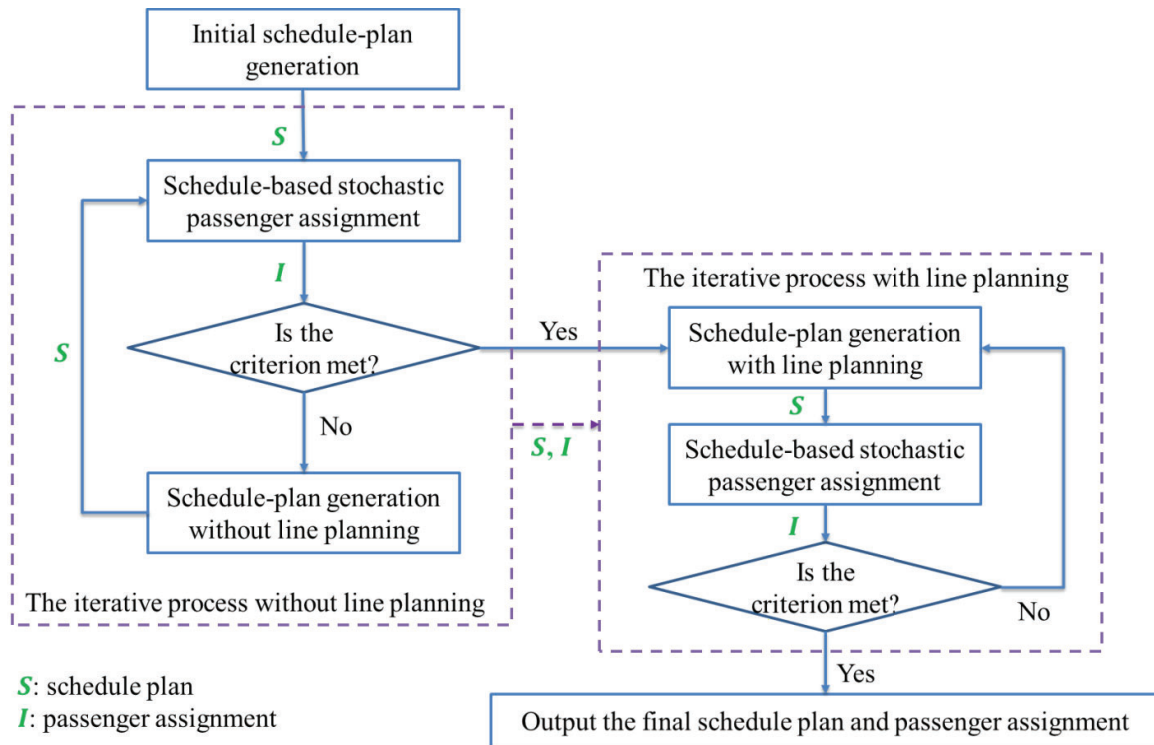 Initial schedule-plan
generation
S
Schedule-based stochastic
passenger assignment
I
Is the
criterion met?
Yes
No
S
Schedule-plan generation
without line planning
The iterative process without line planning
S, I
The iterative process with line planning
Schedule-plan generation
with line planning
S
Schedule-based stochastic
passenger assignment
I
Is the
criterion met?
No
Yes
Output the final schedule plan and passenger assignment
S: schedule plan
I: passenger assignment